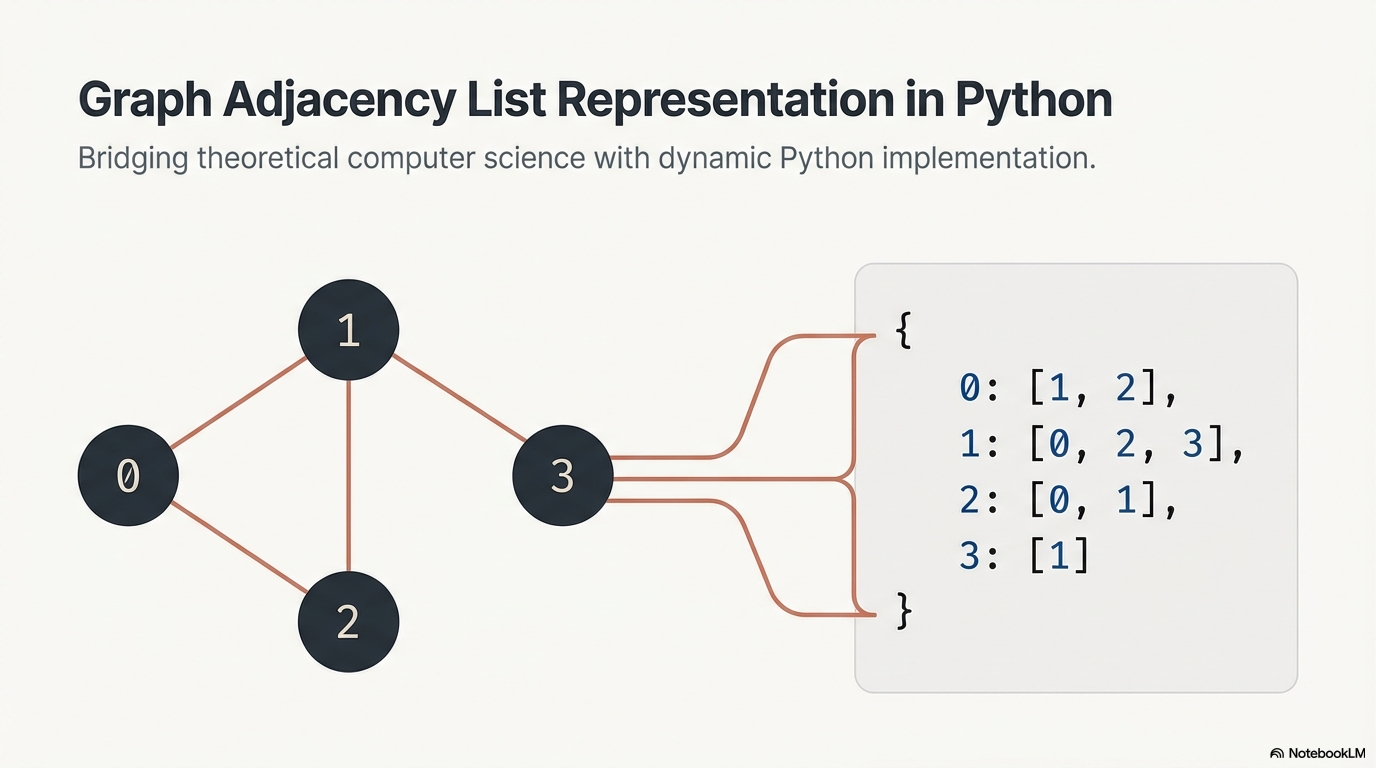 Graph Adjacency List Representation in Python
Bridging theoretical computer science with dynamic Python implementation.
1
0
3
2
{
0: [1, 2],
1: [0, 2, 3],
2: [0, 1],
3: [1]
}
NotebookLM